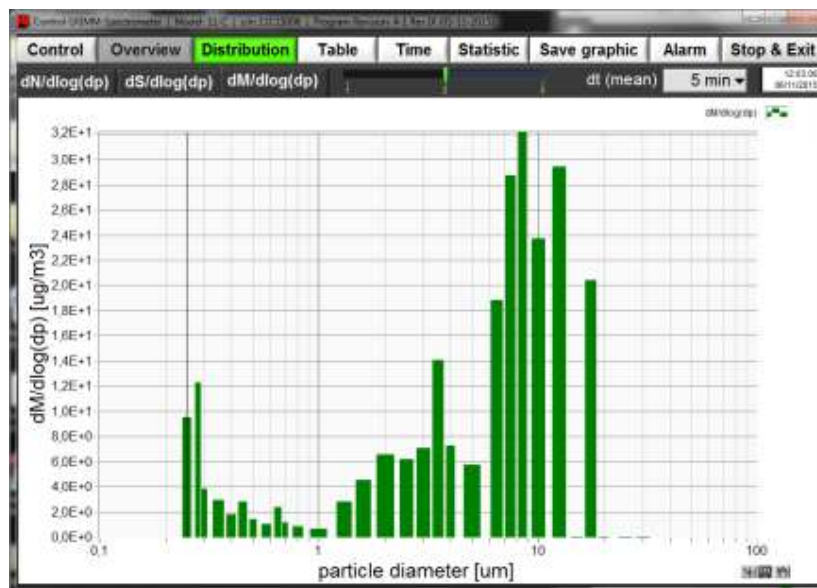 Control Overview Distribution Table Time Statistic Save graphic Alarm Stop & Exit
dN/dlog(dp) dS/dlog(dp) dM/dlog(dp) dt (mean) 5 min
dM/dlog(dp)
3,2E+1
3,0E+1
2,8E+1
2,6E+1
2,4E+1
2,2E+1
2,0E+1
1,8E+1
1,6E+1
1,4E+1
1,2E+1
1,0E+1
8,0E+0
6,0E+0
4,0E+0
2,0E+0
0,0E+0
dM/dlog(dp) [ug/m3]
0,1 1 10 100
particle diameter [um]